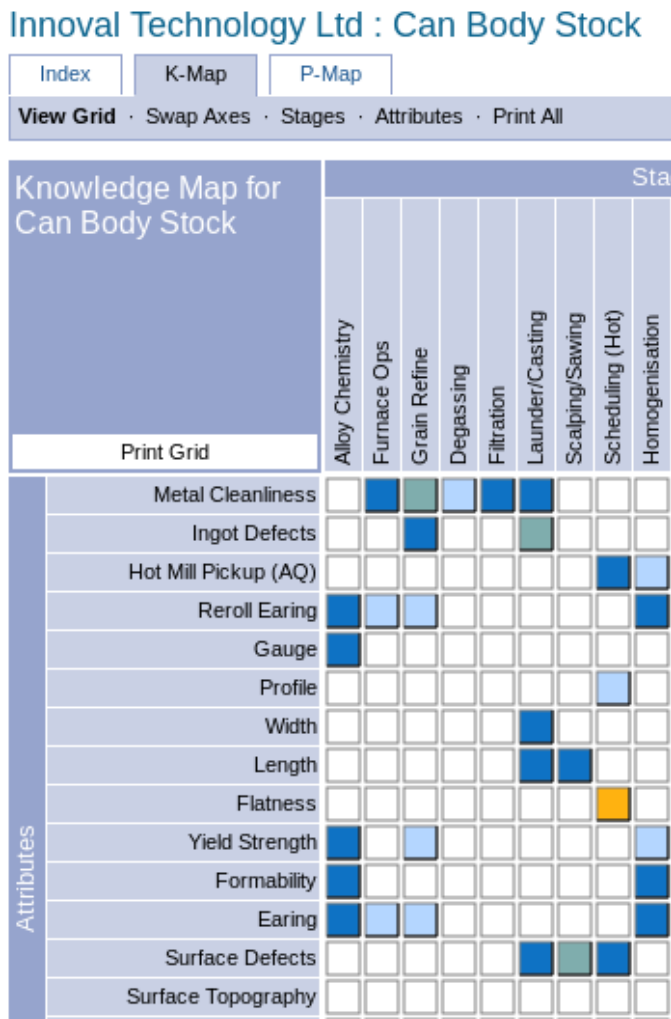 Innoval Technology Ltd : Can Body Stock
Index
K-Map
P-Map
View Grid · Swap Axes · Stages · Attributes · Print All
Knowledge Map for
Can Body Stock
Sta
Print Grid
Alloy Chemistry
Furnace Ops
Grain Refine
Degassing
Filtration
Launder/Casting
Scalping/Sawing
Scheduling (Hot)
Homogenisation
Attributes
Metal Cleanliness
Ingot Defects
Hot Mill Pickup (AQ)
Reroll Earing
Gauge
Profile
Width
Length
Flatness
Yield Strength
Formability
Earing
Surface Defects
Surface Topography